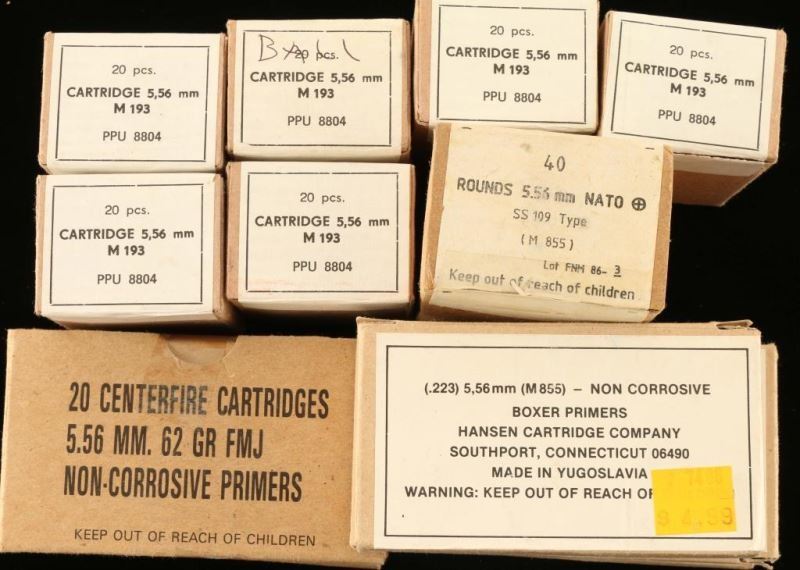 20 pcs.
CARTRIDGE 5,56 mm
M 193
PPU 8804
20 pcs.
CARTRIDGE 5,56 mm
M 193
PPU 8804
20 pcs.
CARTRIDGE 5,56 mm
M 193
PPU 8804
20 pcs.
CARTRIDGE 5,56 mm
M 193
PPU 8804
20 pcs.
CARTRIDGE 5,56 mm
M 193
PPU 8804
20 pcs.
CARTRIDGE 5,56 mm
M 193
PPU 8804
40
ROUNDS 5.56 mm NATO ⊕
SS 109 Type
(M 855)
Lot FNM 86-3
Keep out of reach of children
20 CENTERFIRE CARTRIDGES
5.56 MM. 62 GR FMJ
NON-CORROSIVE PRIMERS
KEEP OUT OF REACH OF CHILDREN
(.223) 5,56mm (M855) – NON CORROSIVE
BOXER PRIMERS
HANSEN CARTRIDGE COMPANY
SOUTHPORT, CONNECTICUT 06490
MADE IN YUGOSLAVIA
WARNING: KEEP OUT OF REACH OF